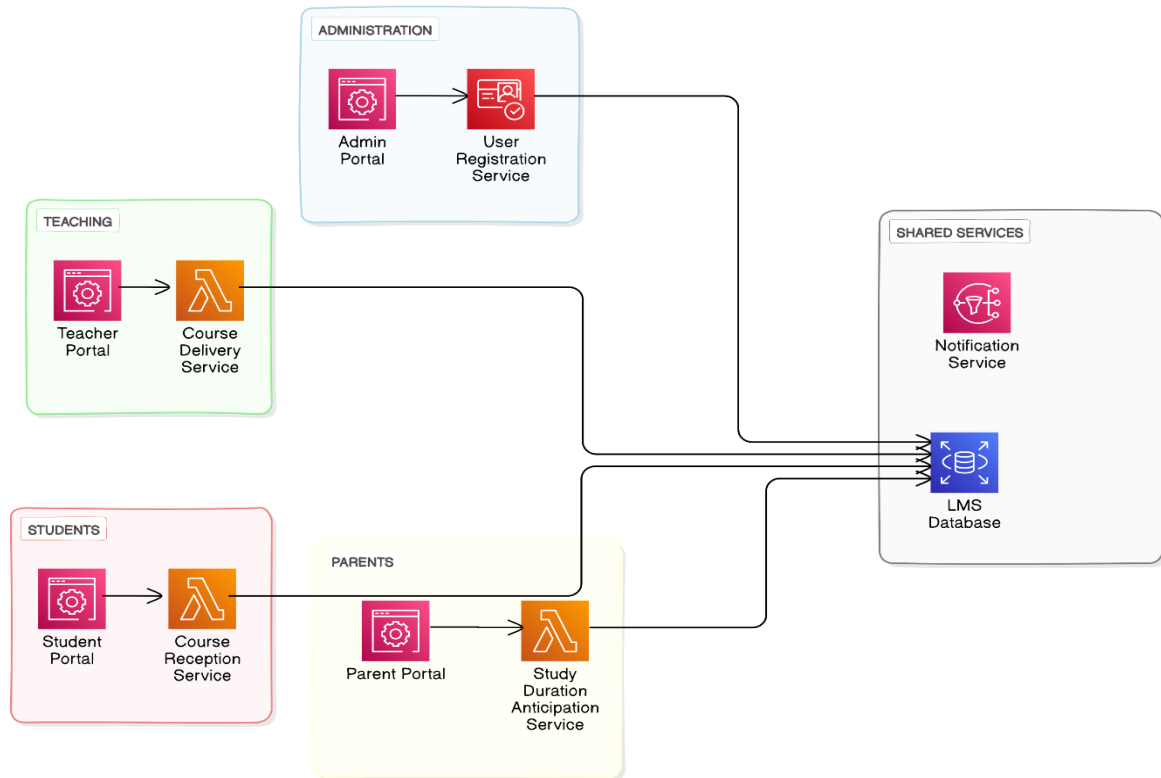 ADMINISTRATION
Admin
Portal
User
Registration
Service
TEACHING
Teacher
Portal
Course
Delivery
Service
SHARED SERVICES
Notification
Service
LMS
Database
STUDENTS
Student
Portal
Course
Reception
Service
PARENTS
Parent Portal
Study
Duration
Anticipation
Service